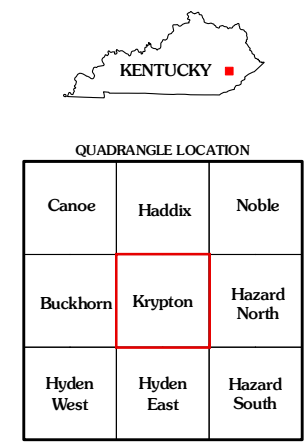 KENTUCKY
QUADRANGLE LOCATION
Canoe
Haddix
Noble
Buckhorn
Krypton
Hazard
North
Hyden
West
Hyden
East
Hazard
South